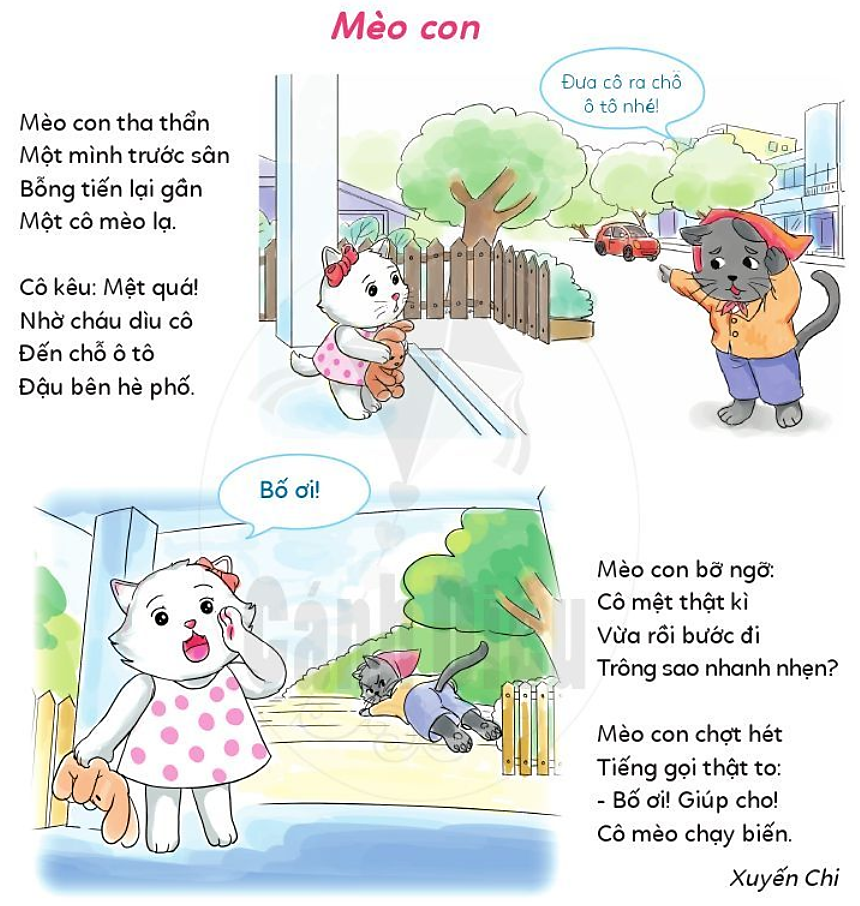 Mèo con
Đưa cô ra chỗ
ô tô nhé!
Mèo con tha thẩn
Một mình trước sân
Bỗng tiến lại gần
Một cô mèo lạ.
Cô kêu: Mệt quá!
Nhờ cháu dìu cô
Đến chỗ ô tô
Đậu bên hè phố.
Bố ơi!
Mèo con bỡ ngỡ:
Cô mệt thật kì
Vừa rồi bước đi
Trông sao nhanh nhẹn?
Mèo con chợt hét
Tiếng gọi thật to:
- Bố ơi! Giúp cho!
Cô mèo chạy biến.
Xuyến Chi
Cánh Diều